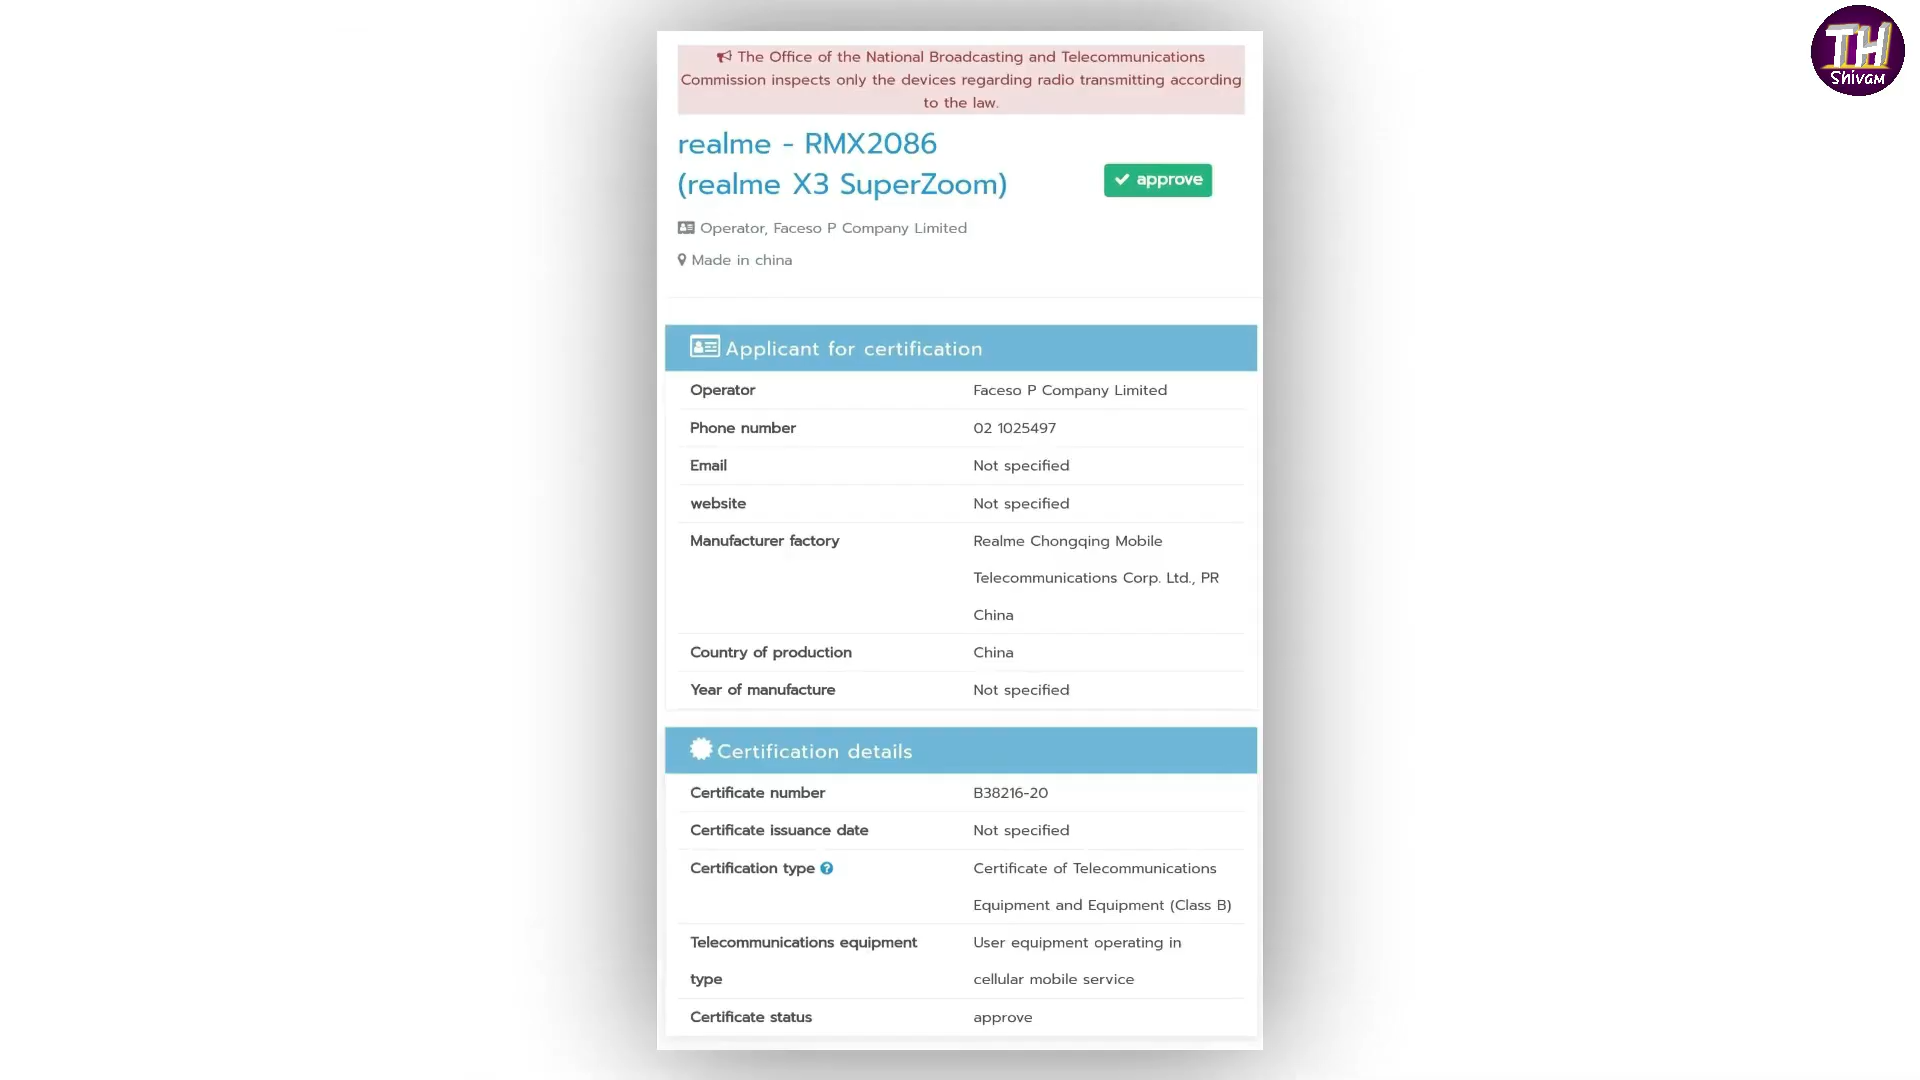 TH
Shivam
The Office of the National Broadcasting and Telecommunications
Commission inspects only the devices regarding radio transmitting according
to the law.
realme - RMX2086
(realme X3 SuperZoom)
approve
Operator, Faceso P Company Limited
Made in china
Applicant for certification
Operator Faceso P Company Limited
Phone number 02 1025497
Email Not specified
website Not specified
Manufacturer factory Realme Chongqing Mobile
Telecommunications Corp. Ltd., PR
China
Country of production China
Year of manufacture Not specified
Certification details
Certificate number B38216-20
Certificate issuance date Not specified
Certification type ? Certificate of Telecommunications
Equipment and Equipment (Class B)
Telecommunications equipment User equipment operating in
type cellular mobile service
Certificate status approve